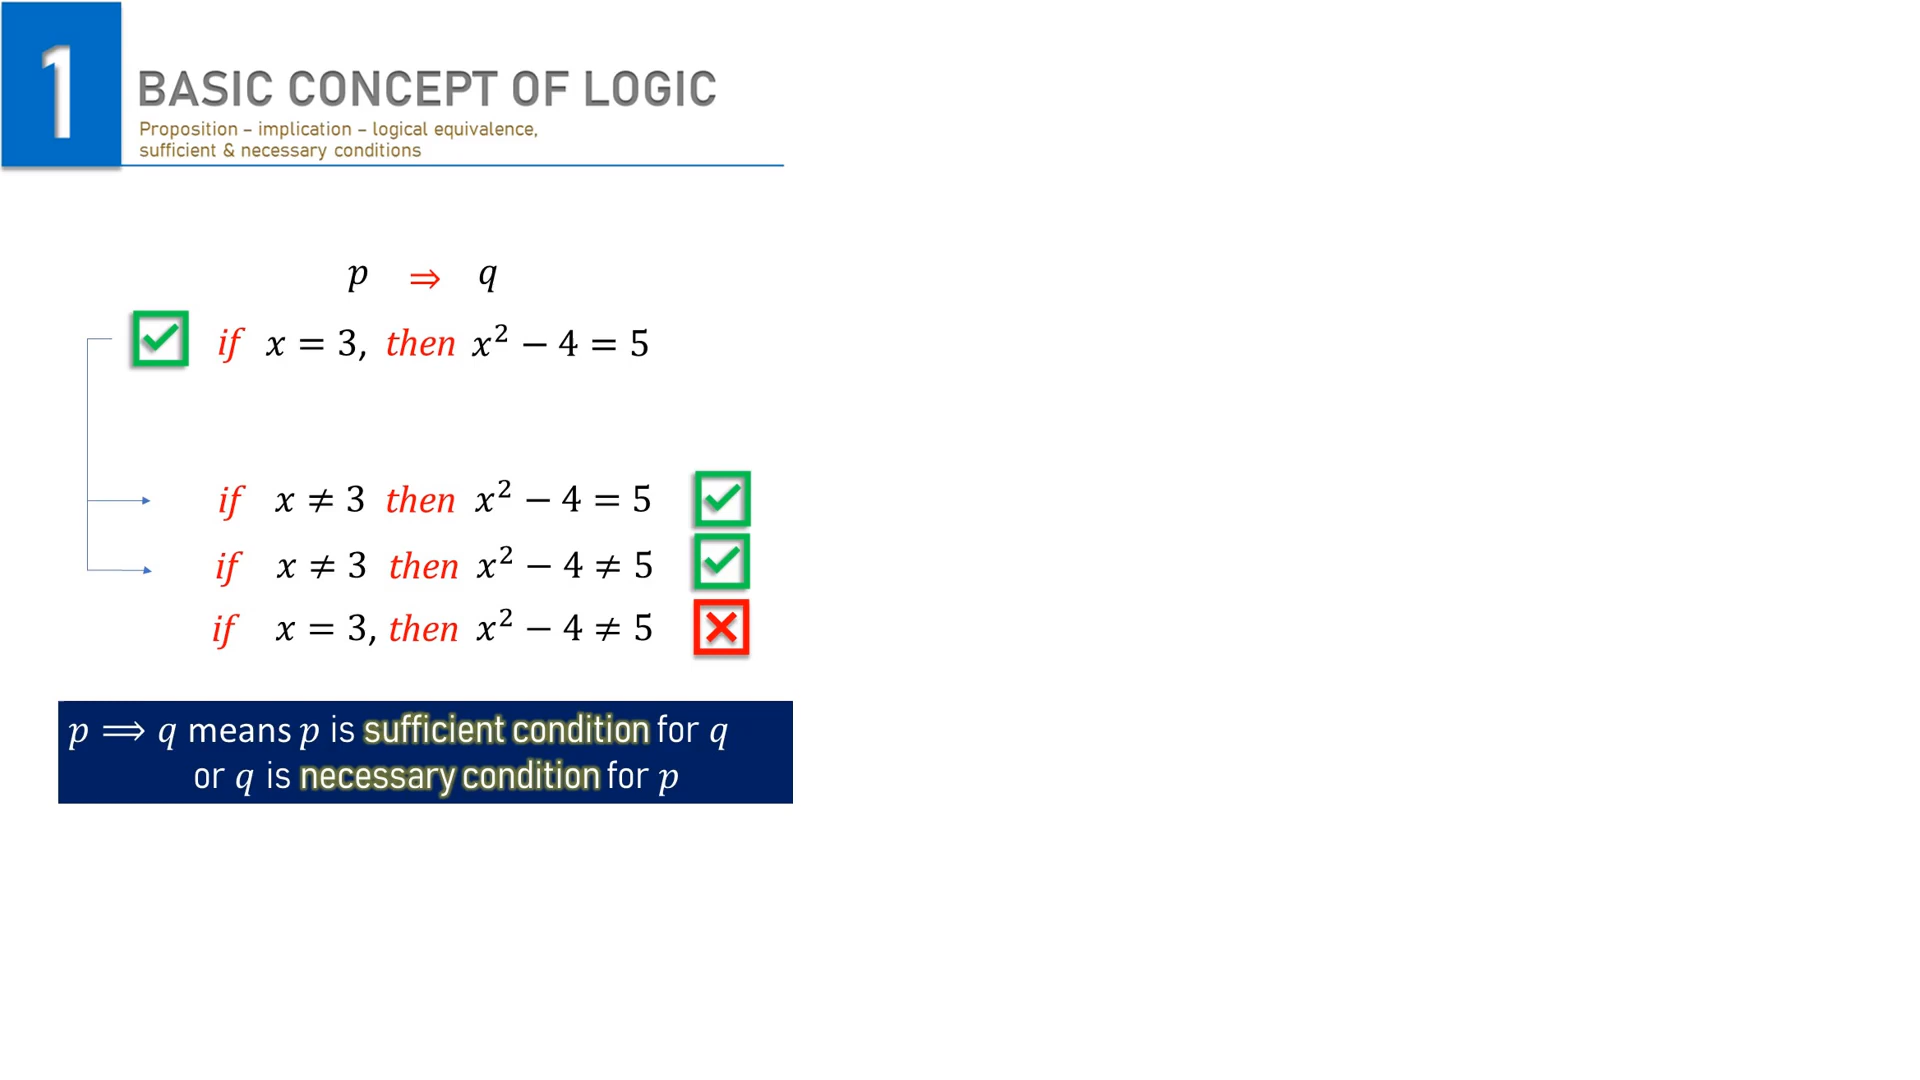 1
BASIC CONCEPT OF LOGIC
Proposition – implication – logical equivalence,
sufficient & necessary conditions
p ⇒ q
if x = 3, then x² − 4 = 5
if x ≠ 3 then x² − 4 = 5
if x ≠ 3 then x² − 4 ≠ 5
if x = 3, then x² − 4 ≠ 5
p ⟹ q means p is sufficient condition for q
or q is necessary condition for p